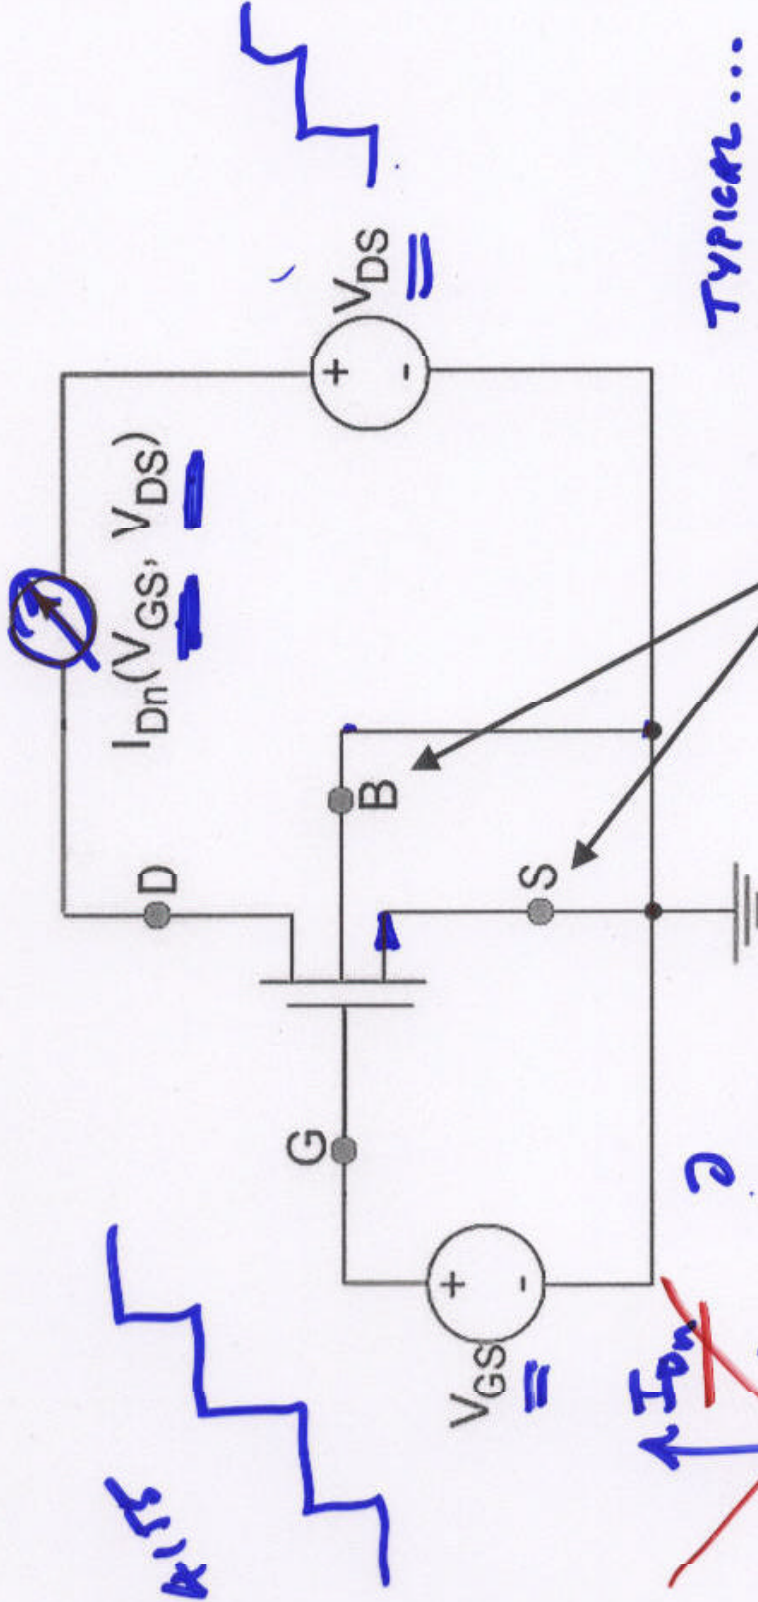 I_Dn(V_GS, V_DS)
D
G
V_DS
+
-
B
V_GS
+
-
S
I_Dn
TYPICAL....